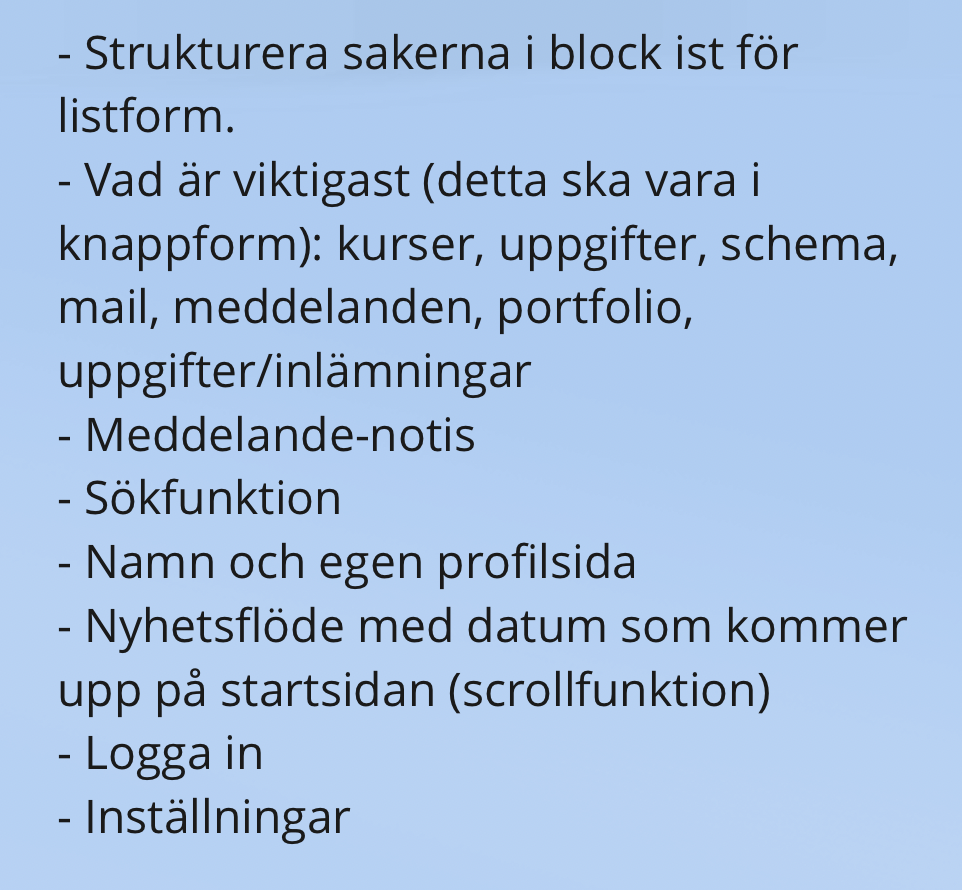 - Strukturera sakerna i block ist för
listform.
- Vad är viktigast (detta ska vara i
knappform): kurser, uppgifter, schema,
mail, meddelanden, portfolio,
uppgifter/inlämningar
- Meddelande-notis
- Sökfunktion
- Namn och egen profilsida
- Nyhetsflöde med datum som kommer
upp på startsidan (scrollfunktion)
- Logga in
- Inställningar